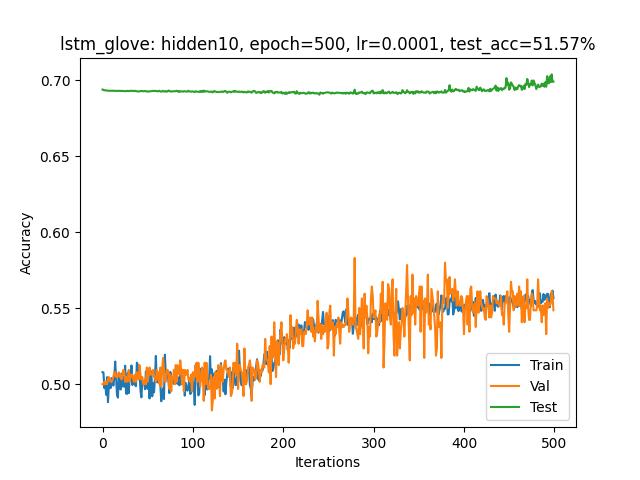 lstm_glove: hidden10, epoch=500, lr=0.0001, test_acc=51.57%
0.70
0.65
0.60
0.55
0.50
Accuracy
Train
Val
Test
0 100 200 300 400 500
Iterations